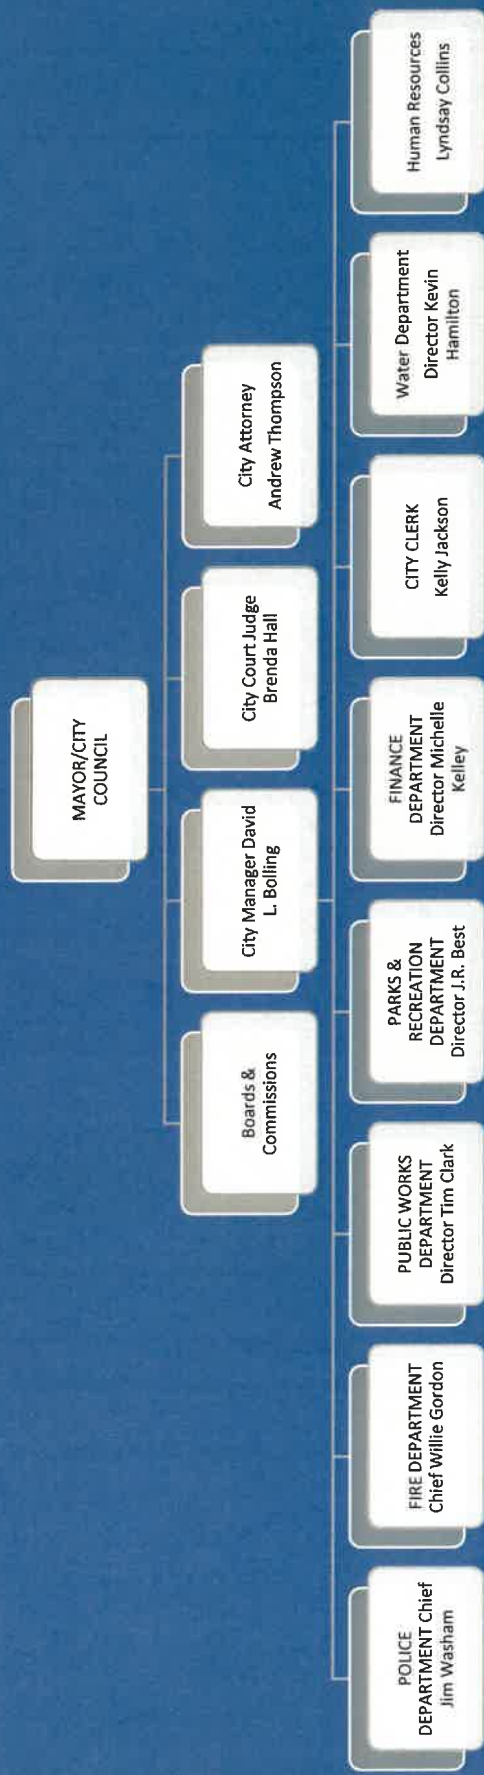 MAYOR/CITY
COUNCIL
Boards &
Commissions
City Manager David
L. Bolling
City Court Judge
Brenda Hall
City Attorney
Andrew Thompson
POLICE
DEPARTMENT Chief
Jim Washam
FIRE DEPARTMENT
Chief Willie Gordon
PUBLIC WORKS
DEPARTMENT
Director Tim Clark
PARKS &
RECREATION
DEPARTMENT
Director J.R. Best
FINANCE
DEPARTMENT
Director Michelle
Kelley
CITY CLERK
Kelly Jackson
Water Department
Director Kevin
Hamilton
Human Resources
Lyndsay Collins